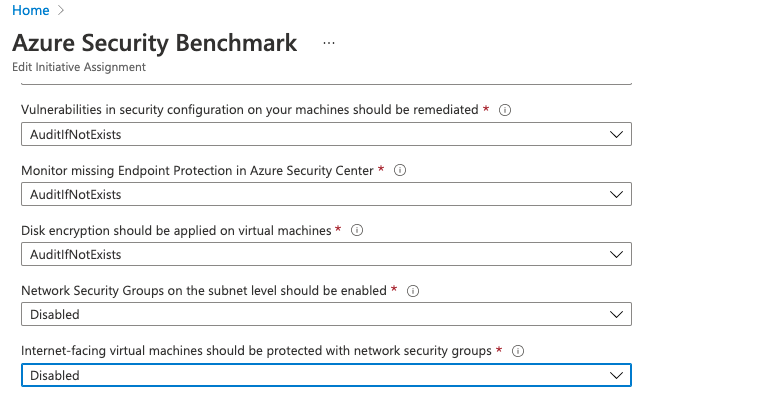 Home
Azure Security Benchmark ...
Edit Initiative Assignment
Vulnerabilities in security configuration on your machines should be remediated *
AuditIfNotExists
Monitor missing Endpoint Protection in Azure Security Center *
AuditIfNotExists
Disk encryption should be applied on virtual machines *
AuditIfNotExists
Network Security Groups on the subnet level should be enabled *
Disabled
Internet-facing virtual machines should be protected with network security groups *
Disabled